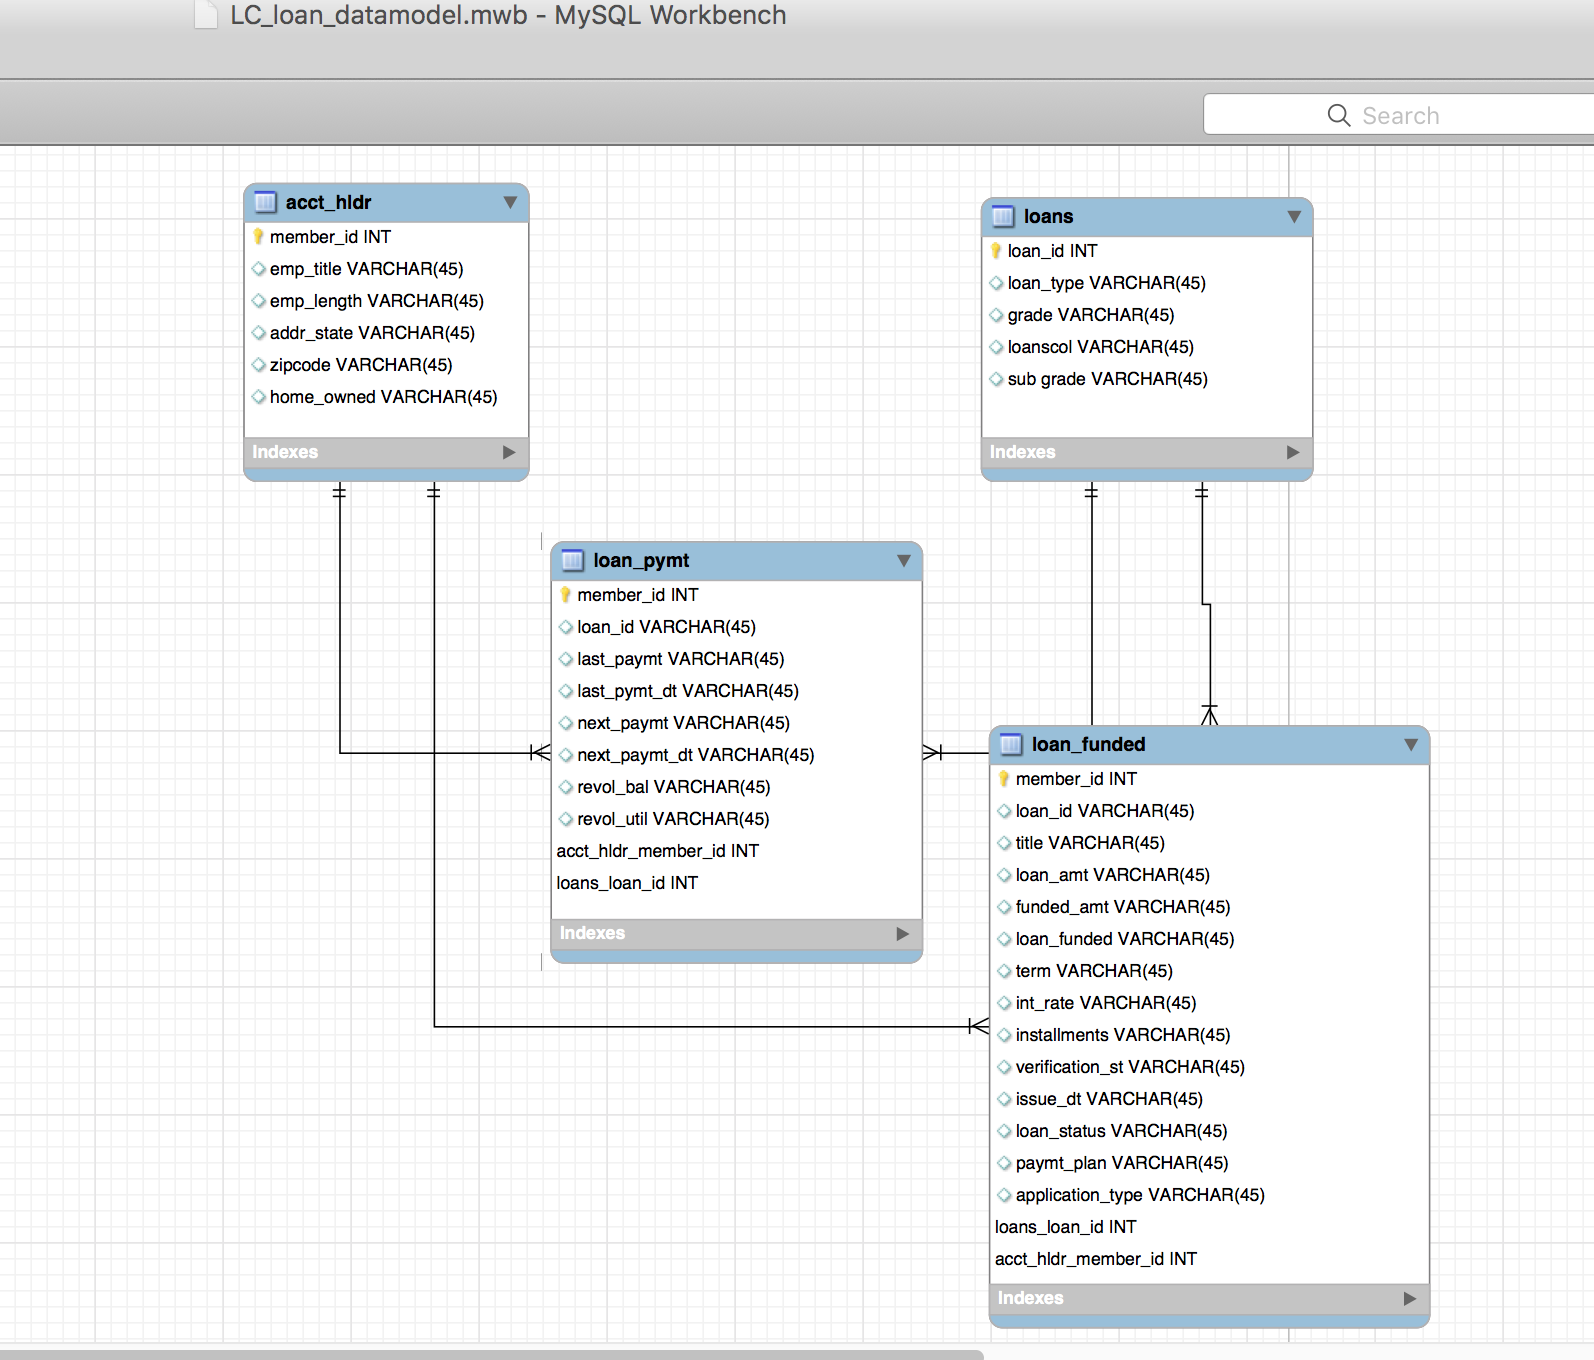 LC_loan_datamodel.mwb - MySQL Workbench
Search
acct_hldr
member_id INT
emp_title VARCHAR(45)
emp_length VARCHAR(45)
addr_state VARCHAR(45)
zipcode VARCHAR(45)
home_owned VARCHAR(45)
Indexes
loans
loan_id INT
loan_type VARCHAR(45)
grade VARCHAR(45)
loanscol VARCHAR(45)
sub grade VARCHAR(45)
Indexes
loan_pymt
member_id INT
loan_id VARCHAR(45)
last_paymt VARCHAR(45)
last_pymt_dt VARCHAR(45)
next_paymt VARCHAR(45)
next_paymt_dt VARCHAR(45)
revol_bal VARCHAR(45)
revol_util VARCHAR(45)
acct_hldr_member_id INT
loans_loan_id INT
Indexes
loan_funded
member_id INT
loan_id VARCHAR(45)
title VARCHAR(45)
loan_amt VARCHAR(45)
funded_amt VARCHAR(45)
loan_funded VARCHAR(45)
term VARCHAR(45)
int_rate VARCHAR(45)
installments VARCHAR(45)
verification_st VARCHAR(45)
issue_dt VARCHAR(45)
loan_status VARCHAR(45)
paymt_plan VARCHAR(45)
application_type VARCHAR(45)
loans_loan_id INT
acct_hldr_member_id INT
Indexes